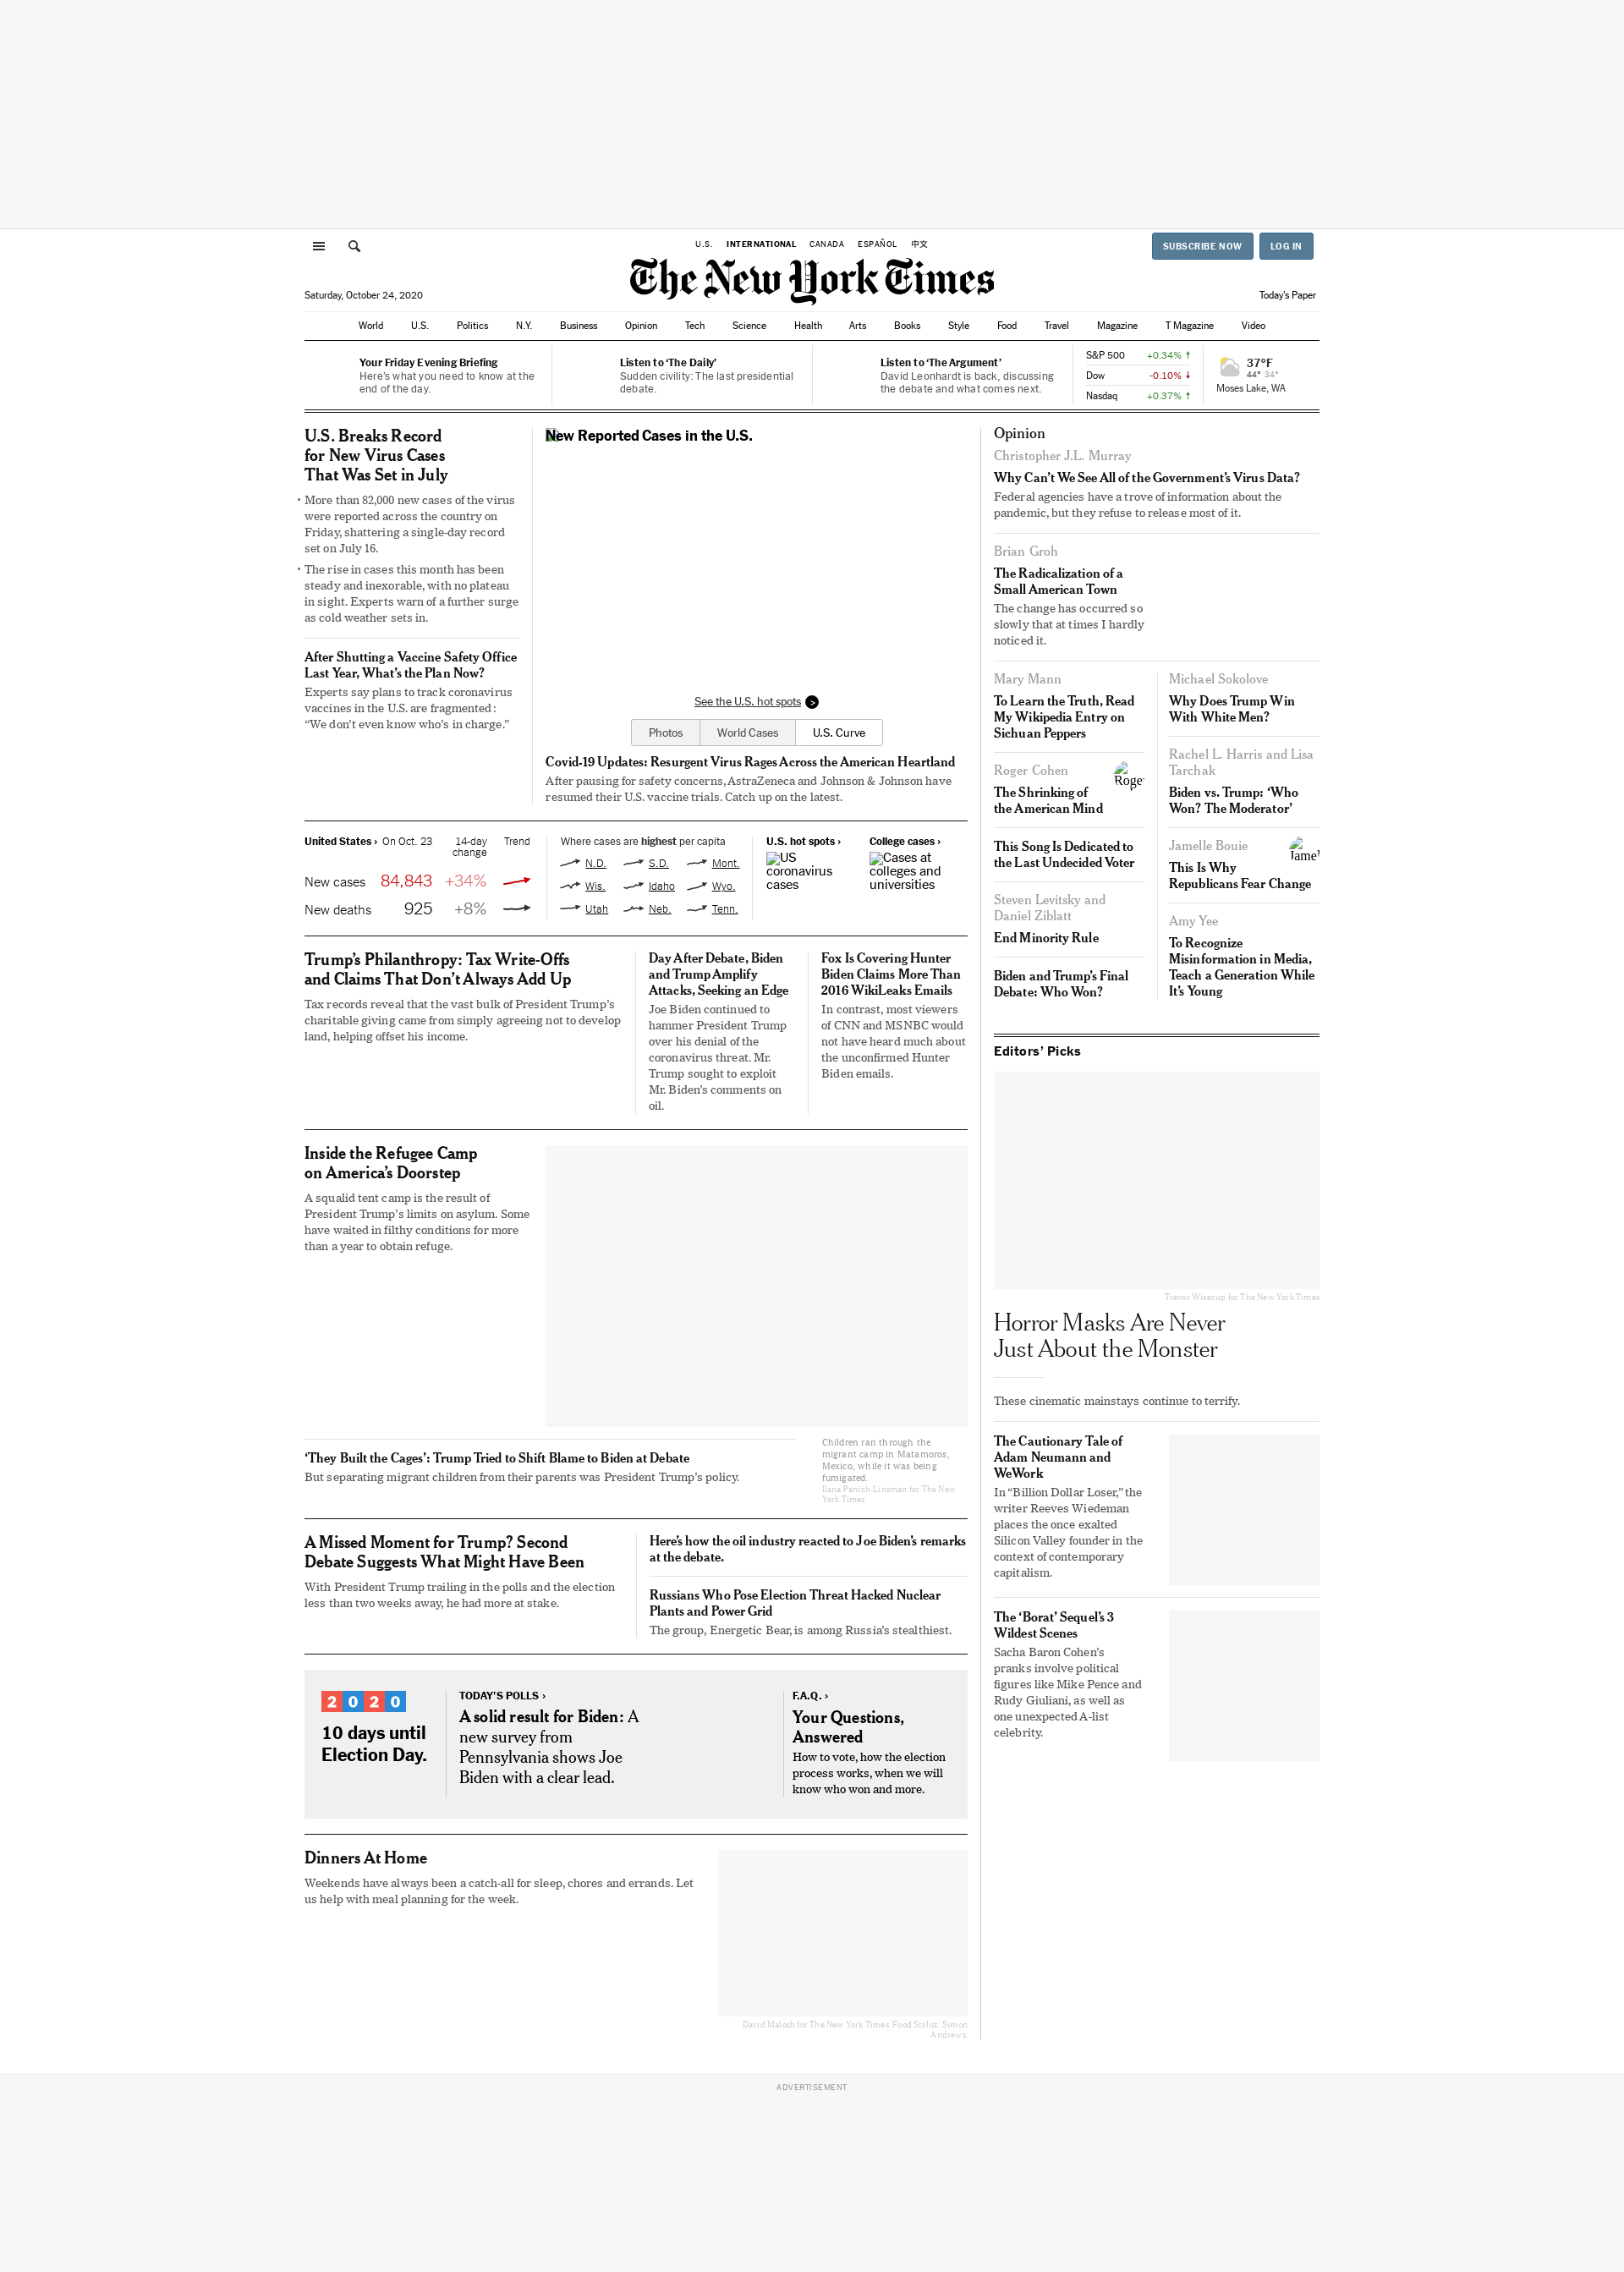 U.S. INTERNATIONAL CANADA ESPAÑOL 中文
SUBSCRIBE NOW LOG IN
The New York Times
Saturday, October 24, 2020
Today's Paper
World U.S. Politics N.Y. Business Opinion Tech Science Health Arts Books Style Food Travel Magazine T Magazine Video
Your Friday Evening Briefing
Here's what you need to know at the
end of the day.
Listen to 'The Daily'
Sudden civility: The last presidential
debate.
Listen to 'The Argument'
David Leonhardt is back, discussing
the debate and what comes next.
S&P 500 +0.34% ↑
Dow -0.10% ↓
Nasdaq +0.37% ↑
37°F
44° 34°
Moses Lake, WA
U.S. Breaks Record
for New Virus Cases
That Was Set in July
• More than 82,000 new cases of the virus
were reported across the country on
Friday, shattering a single-day record
set on July 16.
• The rise in cases this month has been
steady and inexorable, with no plateau
in sight. Experts warn of a further surge
as cold weather sets in.
After Shutting a Vaccine Safety Office
Last Year, What's the Plan Now?
Experts say plans to track coronavirus
vaccines in the U.S. are fragmented:
“We don't even know who's in charge.”
New Reported Cases in the U.S.
See the U.S. hot spots >
Photos World Cases U.S. Curve
Covid-19 Updates: Resurgent Virus Rages Across the American Heartland
After pausing for safety concerns, AstraZeneca and Johnson & Johnson have
resumed their U.S. vaccine trials. Catch up on the latest.
United States › On Oct. 23 14-day
change
Trend
New cases 84,843 +34%
New deaths 925 +8%
Where cases are highest per capita
N.D. S.D. Mont.
Wis. Idaho Wyo.
Utah Neb. Tenn.
U.S. hot spots ›
US
coronavirus
cases
College cases ›
Cases at
colleges and
universities
Trump's Philanthropy: Tax Write-Offs
and Claims That Don't Always Add Up
Tax records reveal that the vast bulk of President Trump's
charitable giving came from simply agreeing not to develop
land, helping offset his income.
Day After Debate, Biden
and Trump Amplify
Attacks, Seeking an Edge
Joe Biden continued to
hammer President Trump
over his denial of the
coronavirus threat. Mr.
Trump sought to exploit
Mr. Biden's comments on
oil.
Fox Is Covering Hunter
Biden Claims More Than
2016 WikiLeaks Emails
In contrast, most viewers
of CNN and MSNBC would
not have heard much about
the unconfirmed Hunter
Biden emails.
Inside the Refugee Camp
on America's Doorstep
A squalid tent camp is the result of
President Trump's limits on asylum. Some
have waited in filthy conditions for more
than a year to obtain refuge.
Children ran through the
migrant camp in Matamoros,
Mexico, while it was being
fumigated.
Ilana Panich-Linsman for The New
York Times
'They Built the Cages': Trump Tried to Shift Blame to Biden at Debate
But separating migrant children from their parents was President Trump's policy.
A Missed Moment for Trump? Second
Debate Suggests What Might Have Been
With President Trump trailing in the polls and the election
less than two weeks away, he had more at stake.
Here's how the oil industry reacted to Joe Biden's remarks
at the debate.
Russians Who Pose Election Threat Hacked Nuclear
Plants and Power Grid
The group, Energetic Bear, is among Russia's stealthiest.
2020
10 days until
Election Day.
TODAY'S POLLS ›
A solid result for Biden: A
new survey from
Pennsylvania shows Joe
Biden with a clear lead.
F.A.Q. ›
Your Questions,
Answered
How to vote, how the election
process works, when we will
know who won and more.
Dinners At Home
Weekends have always been a catch-all for sleep, chores and errands. Let
us help with meal planning for the week.
David Malosh for The New York Times. Food Stylist: Simon
Andrews.
Opinion
Christopher J.L. Murray
Why Can't We See All of the Government's Virus Data?
Federal agencies have a trove of information about the
pandemic, but they refuse to release most of it.
Brian Groh
The Radicalization of a
Small American Town
The change has occurred so
slowly that at times I hardly
noticed it.
Mary Mann
To Learn the Truth, Read
My Wikipedia Entry on
Sichuan Peppers
Roger Cohen
The Shrinking of
the American Mind
This Song Is Dedicated to
the Last Undecided Voter
Steven Levitsky and
Daniel Ziblatt
End Minority Rule
Biden and Trump's Final
Debate: Who Won?
Michael Sokolove
Why Does Trump Win
With White Men?
Rachel L. Harris and Lisa
Tarchak
Biden vs. Trump: 'Who
Won? The Moderator'
Jamelle Bouie
This Is Why
Republicans Fear Change
Amy Yee
To Recognize
Misinformation in Media,
Teach a Generation While
It's Young
Editors' Picks
Trevor Wisecup for The New York Times
Horror Masks Are Never
Just About the Monster
These cinematic mainstays continue to terrify.
The Cautionary Tale of
Adam Neumann and
WeWork
In “Billion Dollar Loser,” the
writer Reeves Wiedeman
places the once exalted
Silicon Valley founder in the
context of contemporary
capitalism.
The 'Borat' Sequel's 3
Wildest Scenes
Sacha Baron Cohen's
pranks involve political
figures like Mike Pence and
Rudy Giuliani, as well as
one unexpected A-list
celebrity.
ADVERTISEMENT